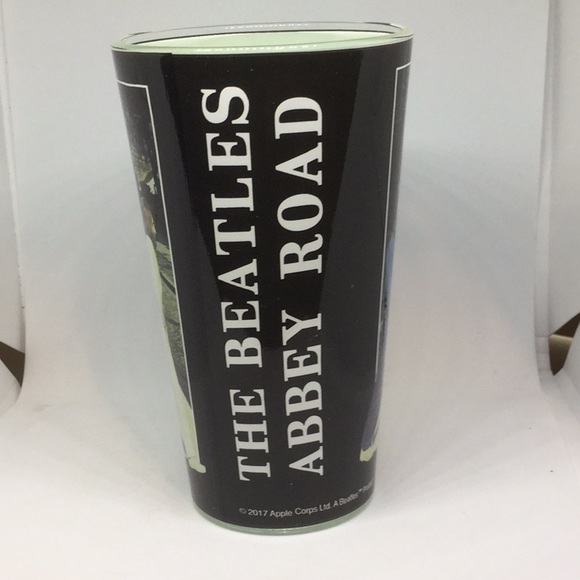 THE BEATLES
ABBEY ROAD
© 2017 Apple Corps Ltd. A Beatles™